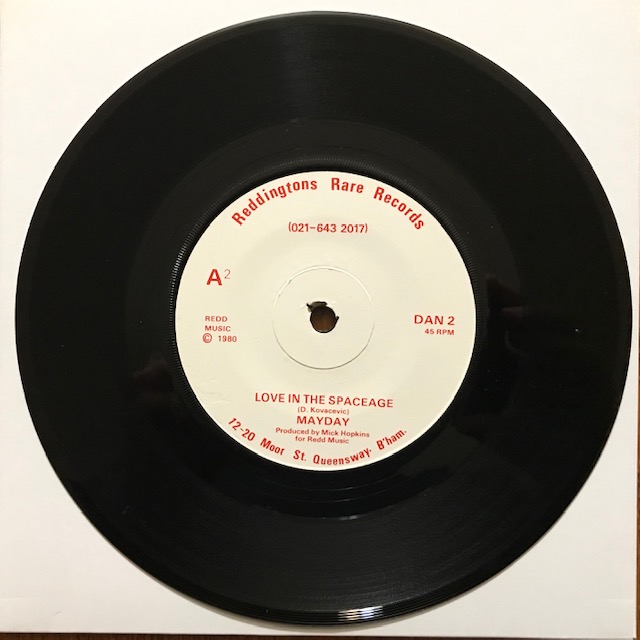 Reddingtons Rare Records
(021-643 2017)
A2
REDD
MUSIC
© 1980
DAN 2
45 RPM
LOVE IN THE SPACEAGE
(D. Kovacevic)
MAYDAY
Produced by Mick Hopkins
for Redd Music
12-20 Moor St. Queensway. B'ham.